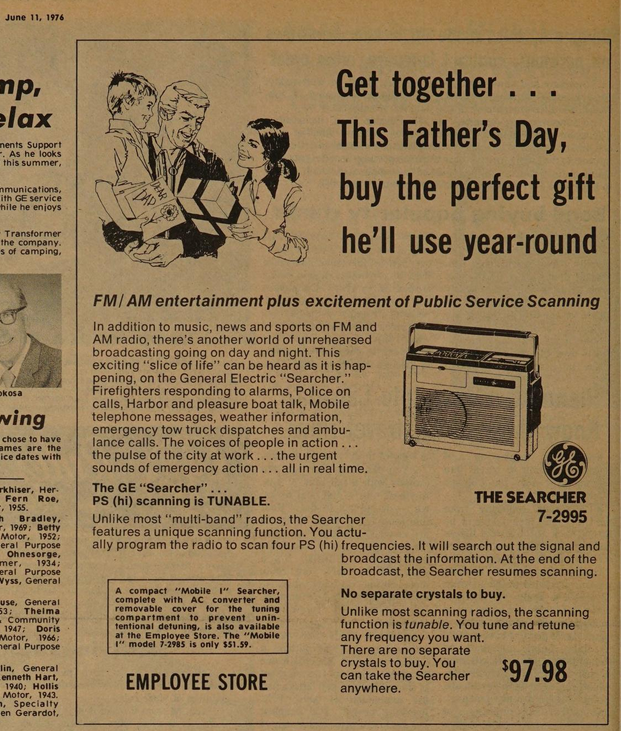 June 11, 1976
mp,
elax
ments Support
r. As he looks
this summer,
mmunications,
ith GE service
hile he enjoys
Transformer
the company.
s of camping,
okosa
wing
chose to have
ames are the
ice dates with
rkhiser, Her-
Fern Roe,
, 1955.
h Bradley,
r, 1969; Betty
Motor, 1952;
eral Purpose
Ohnesorge,
mer, 1934;
eral Purpose
Wyss, General
use, General
53; Thelma
, Community
1947; Doris
Motor, 1966;
neral Purpose
lin, General
enneth Hart,
1940; Hollis
Motor, 1943.
n, Specialty
en Gerardot,
Get together . . .
This Father's Day,
buy the perfect gift
he'll use year-round
FM/AM entertainment plus excitement of Public Service Scanning
In addition to music, news and sports on FM and
AM radio, there's another world of unrehearsed
broadcasting going on day and night. This
exciting "slice of life" can be heard as it is hap-
pening, on the General Electric "Searcher."
Firefighters responding to alarms, Police on
calls, Harbor and pleasure boat talk, Mobile
telephone messages, weather information,
emergency tow truck dispatches and ambu-
lance calls. The voices of people in action . . .
the pulse of the city at work . . . the urgent
sounds of emergency action . . . all in real time.
The GE "Searcher" . . .
PS (hi) scanning is TUNABLE.
Unlike most "multi-band" radios, the Searcher
features a unique scanning function. You actu-
ally program the radio to scan four PS (hi) frequencies. It will search out the signal and
broadcast the information. At the end of the
broadcast, the Searcher resumes scanning.
GE
THE SEARCHER
7-2995
No separate crystals to buy.
Unlike most scanning radios, the scanning
function is tunable. You tune and retune
any frequency you want.
There are no separate
crystals to buy. You
can take the Searcher
anywhere.
$97.98
A compact "Mobile I" Searcher,
complete with AC converter and
removable cover for the tuning
compartment to prevent unin-
tentional detuning, is also available
at the Employee Store. The "Mobile
I" model 7-2985 is only $51.59.
EMPLOYEE STORE